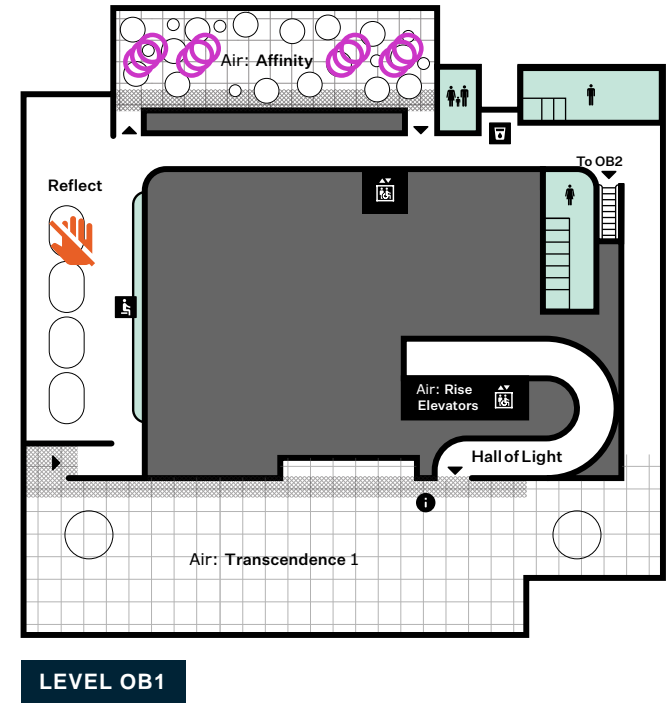 Air: Affinity
To OB2
Reflect
Air: Rise
Elevators
Hall of Light
i
Air: Transcendence 1
LEVEL OB1